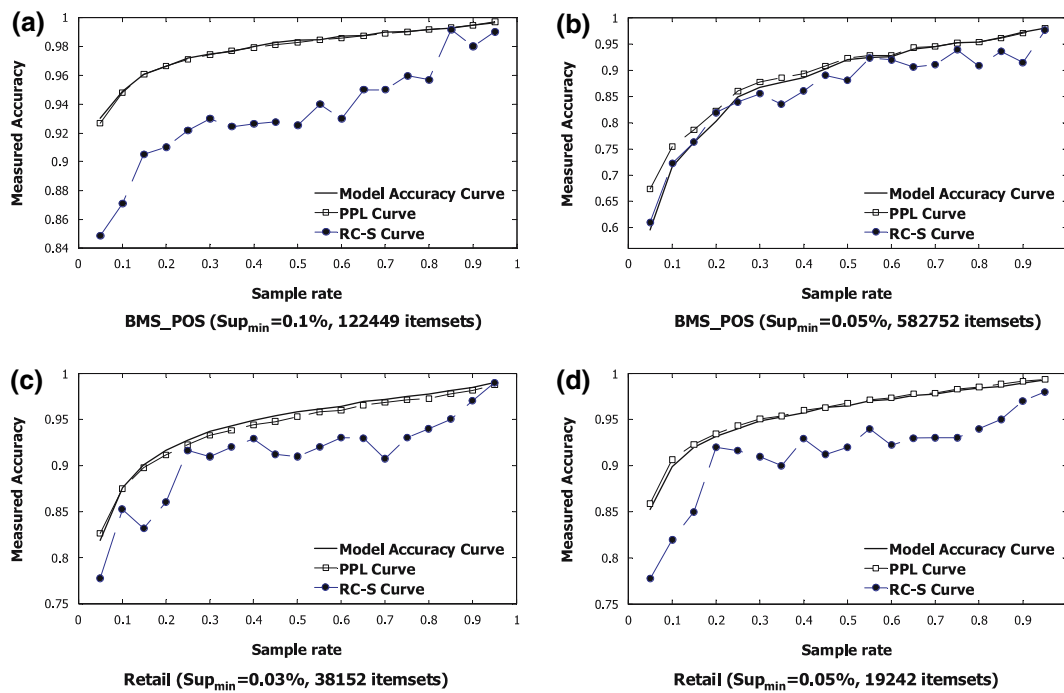 (a)
1
0.98
0.96
0.94
0.92
0.9
0.88
0.86
0.84
Measured Accuracy
Model Accuracy Curve
PPL Curve
RC-S Curve
0 0.1 0.2 0.3 0.4 0.5 0.6 0.7 0.8 0.9 1
Sample rate
BMS_POS (Supmin=0.1%, 122449 itemsets)
(b)
1
0.95
0.9
0.85
0.8
0.75
0.7
0.65
0.6
Measured Accuracy
Model Accuracy Curve
PPL Curve
RC-S Curve
0 0.1 0.2 0.3 0.4 0.5 0.6 0.7 0.8 0.9
Sample rate
BMS_POS (Supmin=0.05%, 582752 itemsets)
(c)
1
0.95
0.9
0.85
0.8
0.75
Measured Accuracy
Model Accuracy Curve
PPL Curve
RC-S Curve
0 0.1 0.2 0.3 0.4 0.5 0.6 0.7 0.8 0.9 1
Sample rate
Retail (Supmin=0.03%, 38152 itemsets)
(d)
1
0.95
0.9
0.85
0.8
0.75
Measured Accuracy
Model Accuracy Curve
PPL Curve
RC-S Curve
0 0.1 0.2 0.3 0.4 0.5 0.6 0.7 0.8 0.9 1
Sample rate
Retail (Supmin=0.05%, 19242 itemsets)